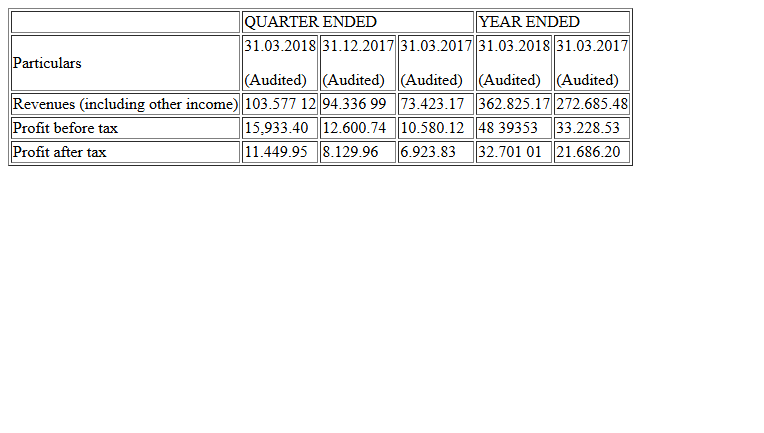 QUARTER ENDED YEAR ENDED
Particulars 31.03.2018 31.12.2017 31.03.2017 31.03.2018 31.03.2017
(Audited) (Audited) (Audited) (Audited) (Audited)
Revenues (including other income) 103.577 12 94.336 99 73.423.17 362.825.17 272.685.48
Profit before tax 15,933.40 12.600.74 10.580.12 48 39353 33.228.53
Profit after tax 11.449.95 8.129.96 6.923.83 32.701 01 21.686.20